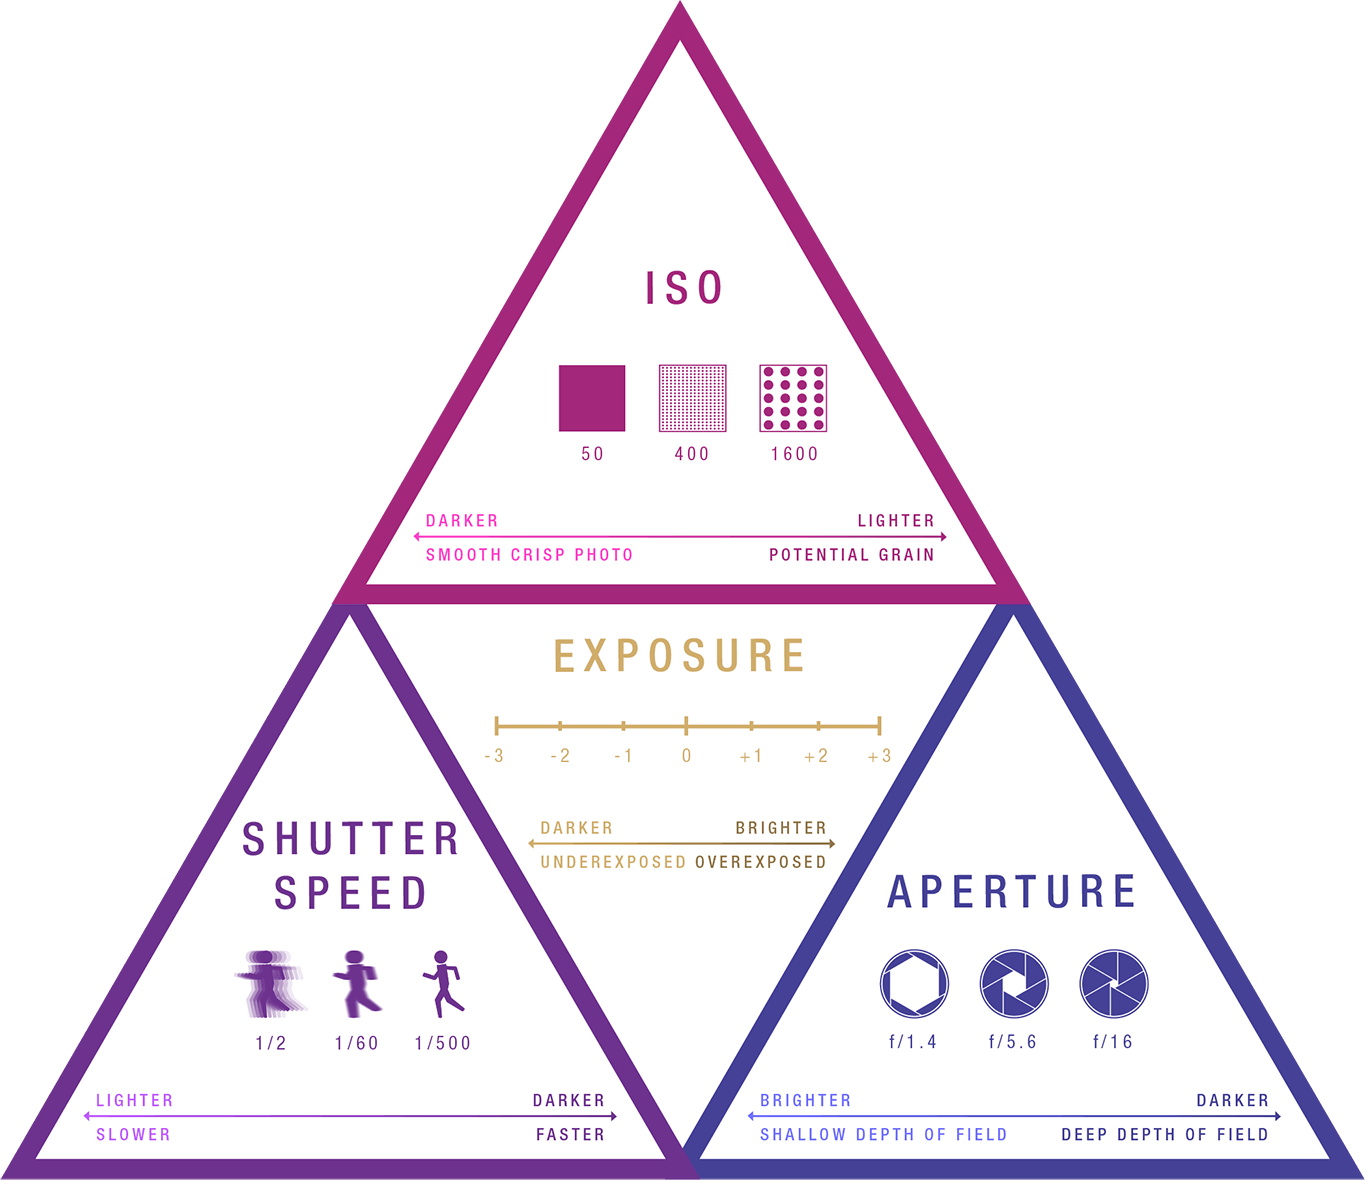 ISO
50 400 1600
DARKER LIGHTER
SMOOTH CRISP PHOTO POTENTIAL GRAIN
EXPOSURE
-3 -2 -1 0 +1 +2 +3
DARKER BRIGHTER
UNDEREXPOSED OVEREXPOSED
SHUTTER
SPEED
1/2 1/60 1/500
LIGHTER DARKER
SLOWER FASTER
APERTURE
f/1.4 f/5.6 f/16
BRIGHTER DARKER
SHALLOW DEPTH OF FIELD DEEP DEPTH OF FIELD